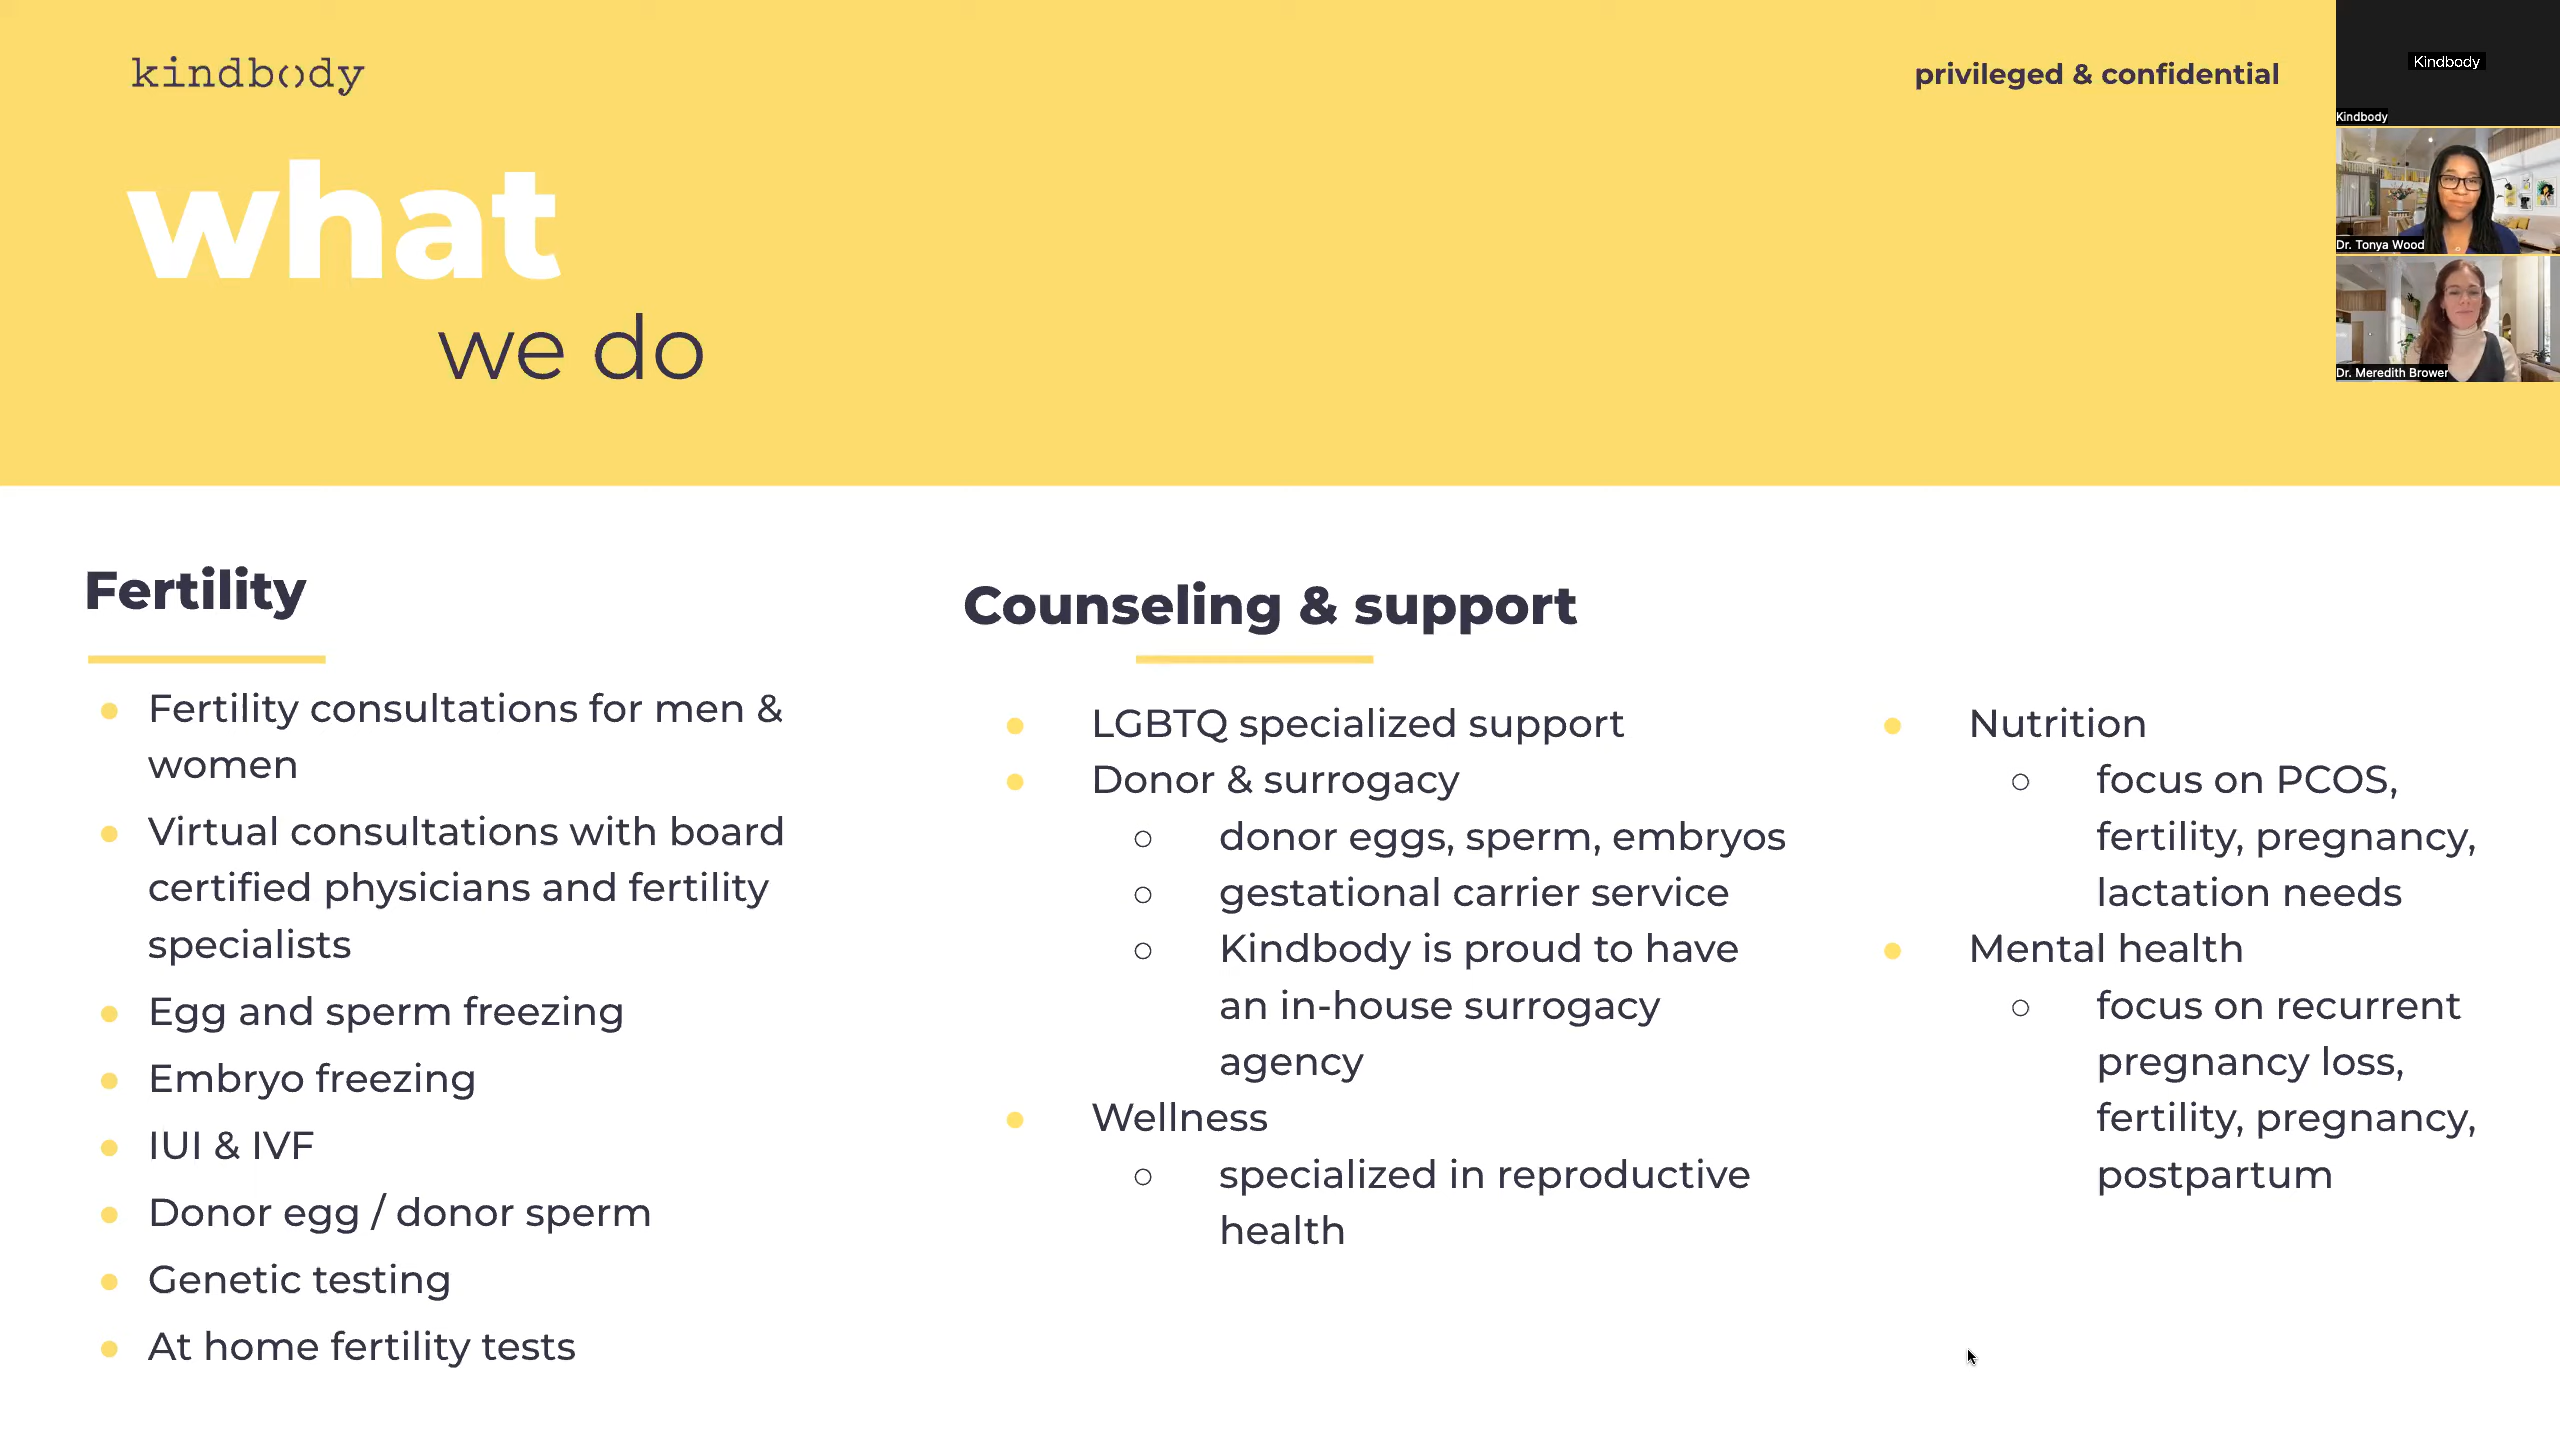 kindbody
privileged & confidential
Kindbody
Kindbody
Dr. Tonya Wood
Dr. Meredith Brower
what
we do
Fertility
Fertility consultations for men &
women
Virtual consultations with board
certified physicians and fertility
specialists
Egg and sperm freezing
Embryo freezing
IUI & IVF
Donor egg / donor sperm
Genetic testing
At home fertility tests
Counseling & support
LGBTQ specialized support
Donor & surrogacy
donor eggs, sperm, embryos
gestational carrier service
Kindbody is proud to have
an in-house surrogacy
agency
Wellness
specialized in reproductive
health
Nutrition
focus on PCOS,
fertility, pregnancy,
lactation needs
Mental health
focus on recurrent
pregnancy loss,
fertility, pregnancy,
postpartum